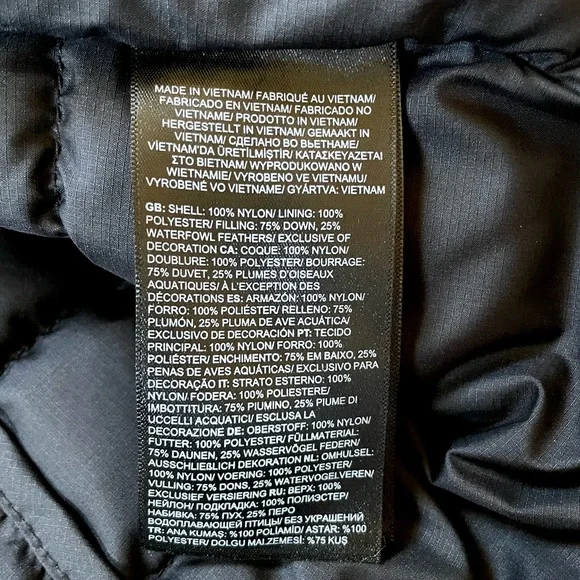 MADE IN VIETNAM/ FABRIQUÉ AU VIETNAM/
FABRICADO EN VIETNAM/ FABRICADO NO
VIETNAME/ PRODOTTO IN VIETNAM/
HERGESTELLT IN VIETNAM/ GEMAAKT IN
VIETNAM/ СДЕЛАНО ВО ВЬЕТНАМЕ/
VİETNAM'DA ÜRETİLMİŞTİR/ ΚΑΤΑΣΚΕΥΑΖΕΤΑΙ
ΣΤΟ ΒΙΕΤΝΑΜ/ WYPRODUKOWANO W
WIETNAMIE/ VYROBENO VE VIETNAMU/
VYROBENÉ VO VIETNAME/ GYÁRTVA: VIETNAM
GB: SHELL: 100% NYLON/ LINING: 100%
POLYESTER/ FILLING: 75% DOWN, 25%
WATERFOWL FEATHERS/ EXCLUSIVE OF
DECORATION CA: COQUE: 100% NYLON/
DOUBLURE: 100% POLYESTER/ BOURRAGE:
75% DUVET, 25% PLUMES D'OISEAUX
AQUATIQUES/ À L'EXCEPTION DES
DÉCORATIONS ES: ARMAZÓN: 100% NYLON/
FORRO: 100% POLIÉSTER/ RELLENO: 75%
PLUMÓN, 25% PLUMA DE AVE ACUÁTICA/
EXCLUSIVO DE DECORACIÓN PT: TECIDO
PRINCIPAL: 100% NYLON/ FORRO: 100%
POLIÉSTER/ ENCHIMENTO: 75% EM BAIXO, 25%
PENAS DE AVES AQUÁTICAS/ EXCLUSIVO PARA
DECORAÇÃO IT: STRATO ESTERNO: 100%
NYLON/ FODERA: 100% POLIESTERE/
IMBOTTITURA: 75% PIUMINO, 25% PIUME DI
UCCELLI ACQUATICI/ ESCLUSA LA
DECORAZIONE DE: OBERSTOFF: 100% NYLON/
FUTTER: 100% POLYESTER/ FÜLLMATERIAL:
75% DAUNEN, 25% WASSERVÖGEL FEDERN/
AUSSCHLIEßLICH DEKORATION NL: OMHULSEL:
100% NYLON/ VOERING: 100% POLYESTER/
VULLING: 75% DONS, 25% WATERVOGELVEREN/
EXCLUSIEF VERSIERING RU: ВЕРХ: 100%
НЕЙЛОН/ ПОДКЛАДКА: 100% ПОЛИЭСТЕР/
НАБИВКА: 75% ПУХ, 25% ПЕРО
ВОДОПЛАВАЮЩЕЙ ПТИЦЫ/ БЕЗ УКРАШЕНИЙ
TR: ANA KUMAŞ: %100 POLİAMİD/ ASTAR: %100
POLYESTER/ DOLGU MALZEMESİ: %75 KUŞ